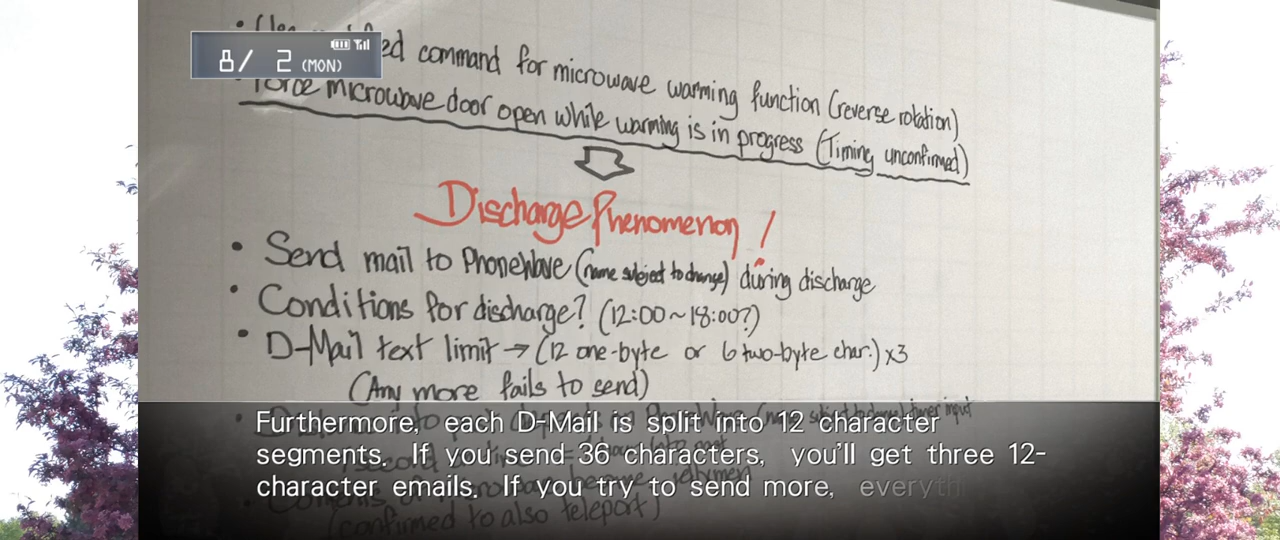 8/ 2 (MON)
ed command for microwave warming function (reverse rotation)
Force microwave door open while warming is in progress (Timing unconfirmed)
Discharge Phenomenon!
• Send mail to PhoneWave (name subject to change) during discharge
• Conditions for discharge? (12:00~18:00?)
• D-Mail text limit → (12 one-byte or 6 two-byte char.) x3
(Any more fails to send)
Furthermore, each D-Mail is split into 12 character
segments. If you send 36 characters, you'll get three 12-
character emails. If you try to send more, everyth
(confirmed to also teleport)